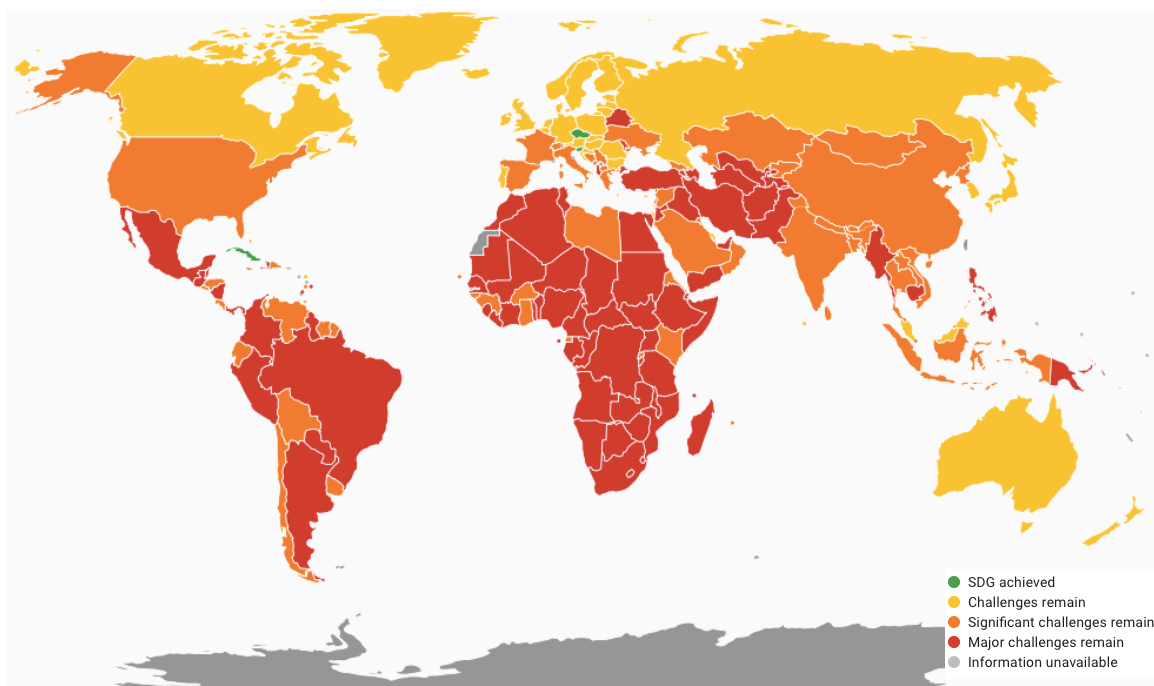 SDG achieved
Challenges remain
Significant challenges remain
Major challenges remain
Information unavailable